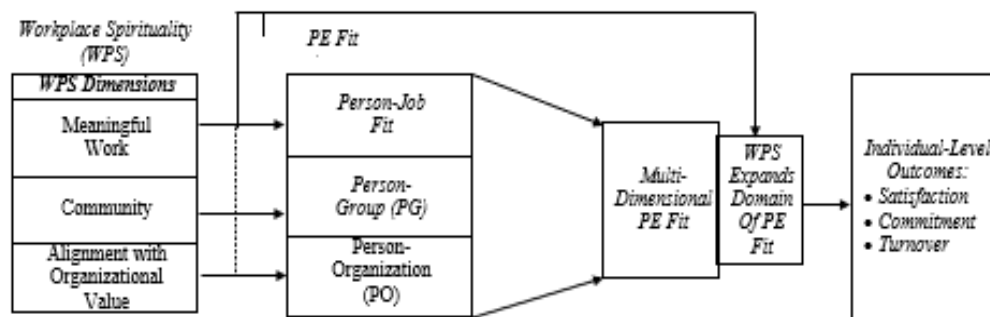 Workplace Spirituality
(WPS)
WPS Dimensions
Meaningful
Work
Community
Alignment with
Organizational
Value
PE Fit
Person-Job
Fit
Person-
Group (PG)
Person-
Organization
(PO)
Multi-
Dimensional
PE Fit
WPS
Expands
Domain
Of PE
Fit
Individual-Level
Outcomes:
• Satisfaction
• Commitment
• Turnover